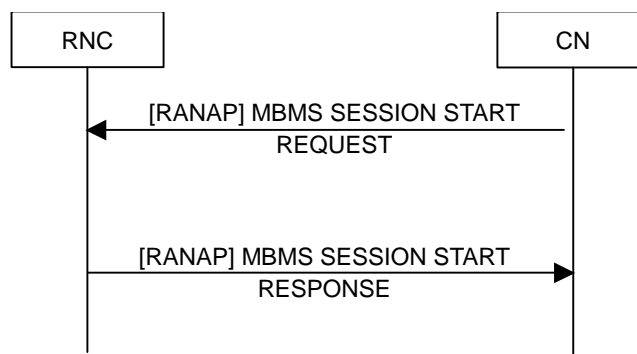 RNC
CN
[RANAP] MBMS SESSION START
REQUEST
[RANAP] MBMS SESSION START
RESPONSE